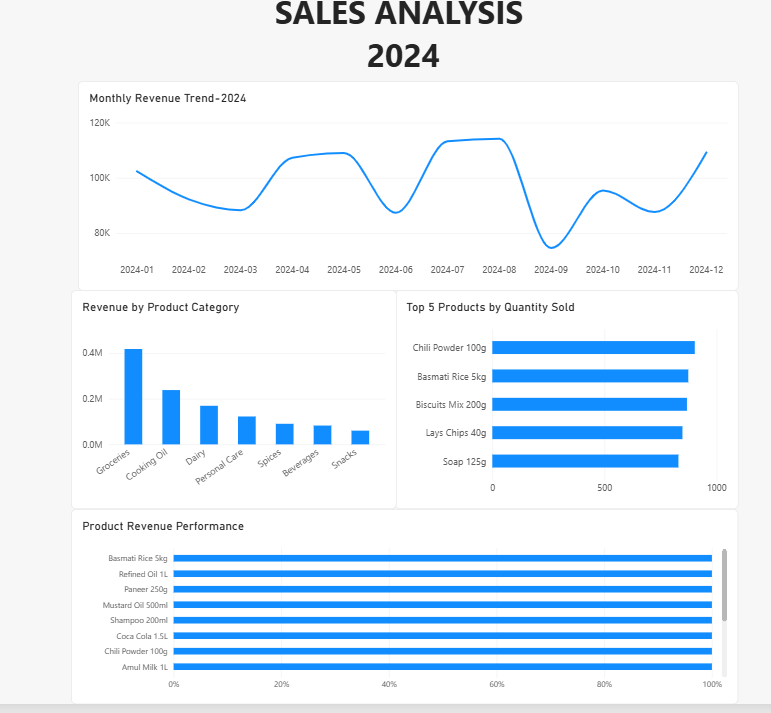 SALES ANALYSIS
2024
Monthly Revenue Trend-2024
120K
100K
80K
2024-01 2024-02 2024-03 2024-04 2024-05 2024-06 2024-07 2024-08 2024-09 2024-10 2024-11 2024-12
Revenue by Product Category
0.4M
0.2M
0.0M
Groceries Cooking Oil Dairy Personal Care Spices Beverages Snacks
Top 5 Products by Quantity Sold
Chili Powder 100g
Basmati Rice 5kg
Biscuits Mix 200g
Lays Chips 40g
Soap 125g
0 500 1000
Product Revenue Performance
Basmati Rice 5kg
Refined Oil 1L
Paneer 250g
Mustard Oil 500ml
Shampoo 200ml
Coca Cola 1.5L
Chili Powder 100g
Amul Milk 1L
0% 20% 40% 60% 80% 100%